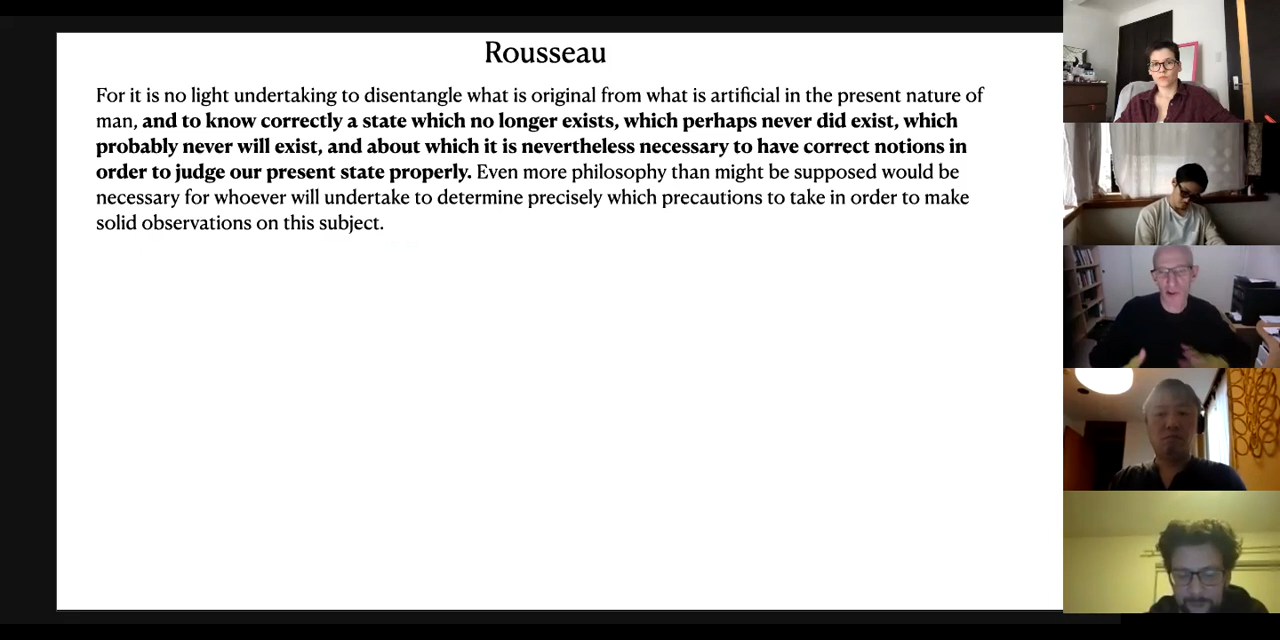 Rousseau
For it is no light undertaking to disentangle what is original from what is artificial in the present nature of
man, and to know correctly a state which no longer exists, which perhaps never did exist, which
probably never will exist, and about which it is nevertheless necessary to have correct notions in
order to judge our present state properly. Even more philosophy than might be supposed would be
necessary for whoever will undertake to determine precisely which precautions to take in order to make
solid observations on this subject.